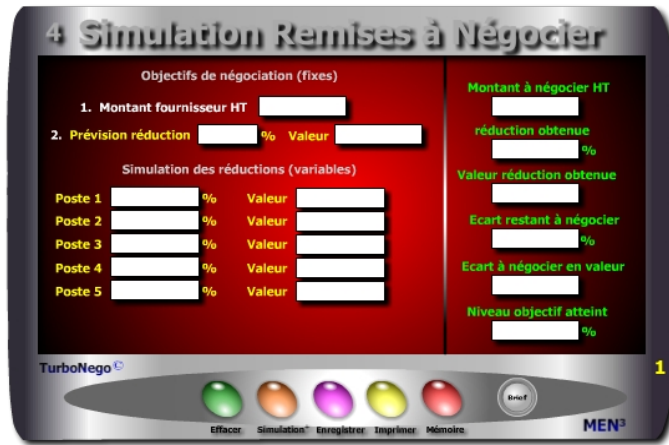 4 Simulation Remises à Négocier
Objectifs de négociation (fixes)
1. Montant fournisseur HT
2. Prévision réduction % Valeur
Simulation des réductions (variables)
Poste 1 % Valeur
Poste 2 % Valeur
Poste 3 % Valeur
Poste 4 % Valeur
Poste 5 % Valeur
Montant à négocier HT
réduction obtenue
%
Valeur réduction obtenue
Ecart restant à négocier
%
Ecart à négocier en valeur
Niveau objectif atteint
%
TurboNego©
1
Effacer Simulation+ Enregistrer Imprimer Mémoire
Brief
MEN³